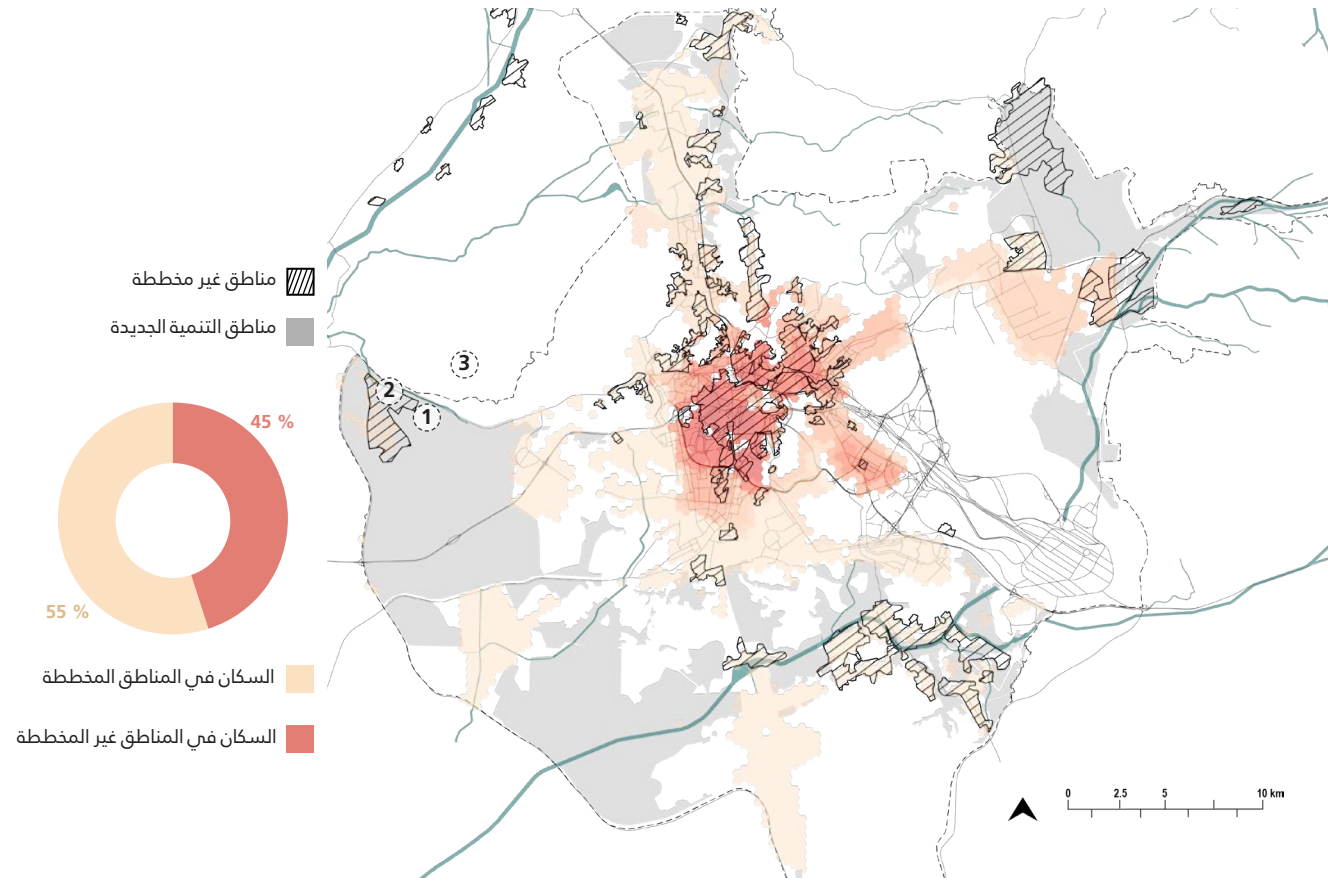 مناطق غير مخططة
مناطق التنمية الجديدة
45 %
55 %
السكان في المناطق المخططة
السكان في المناطق غير المخططة
3
2
1
0 2.5 5 10 km